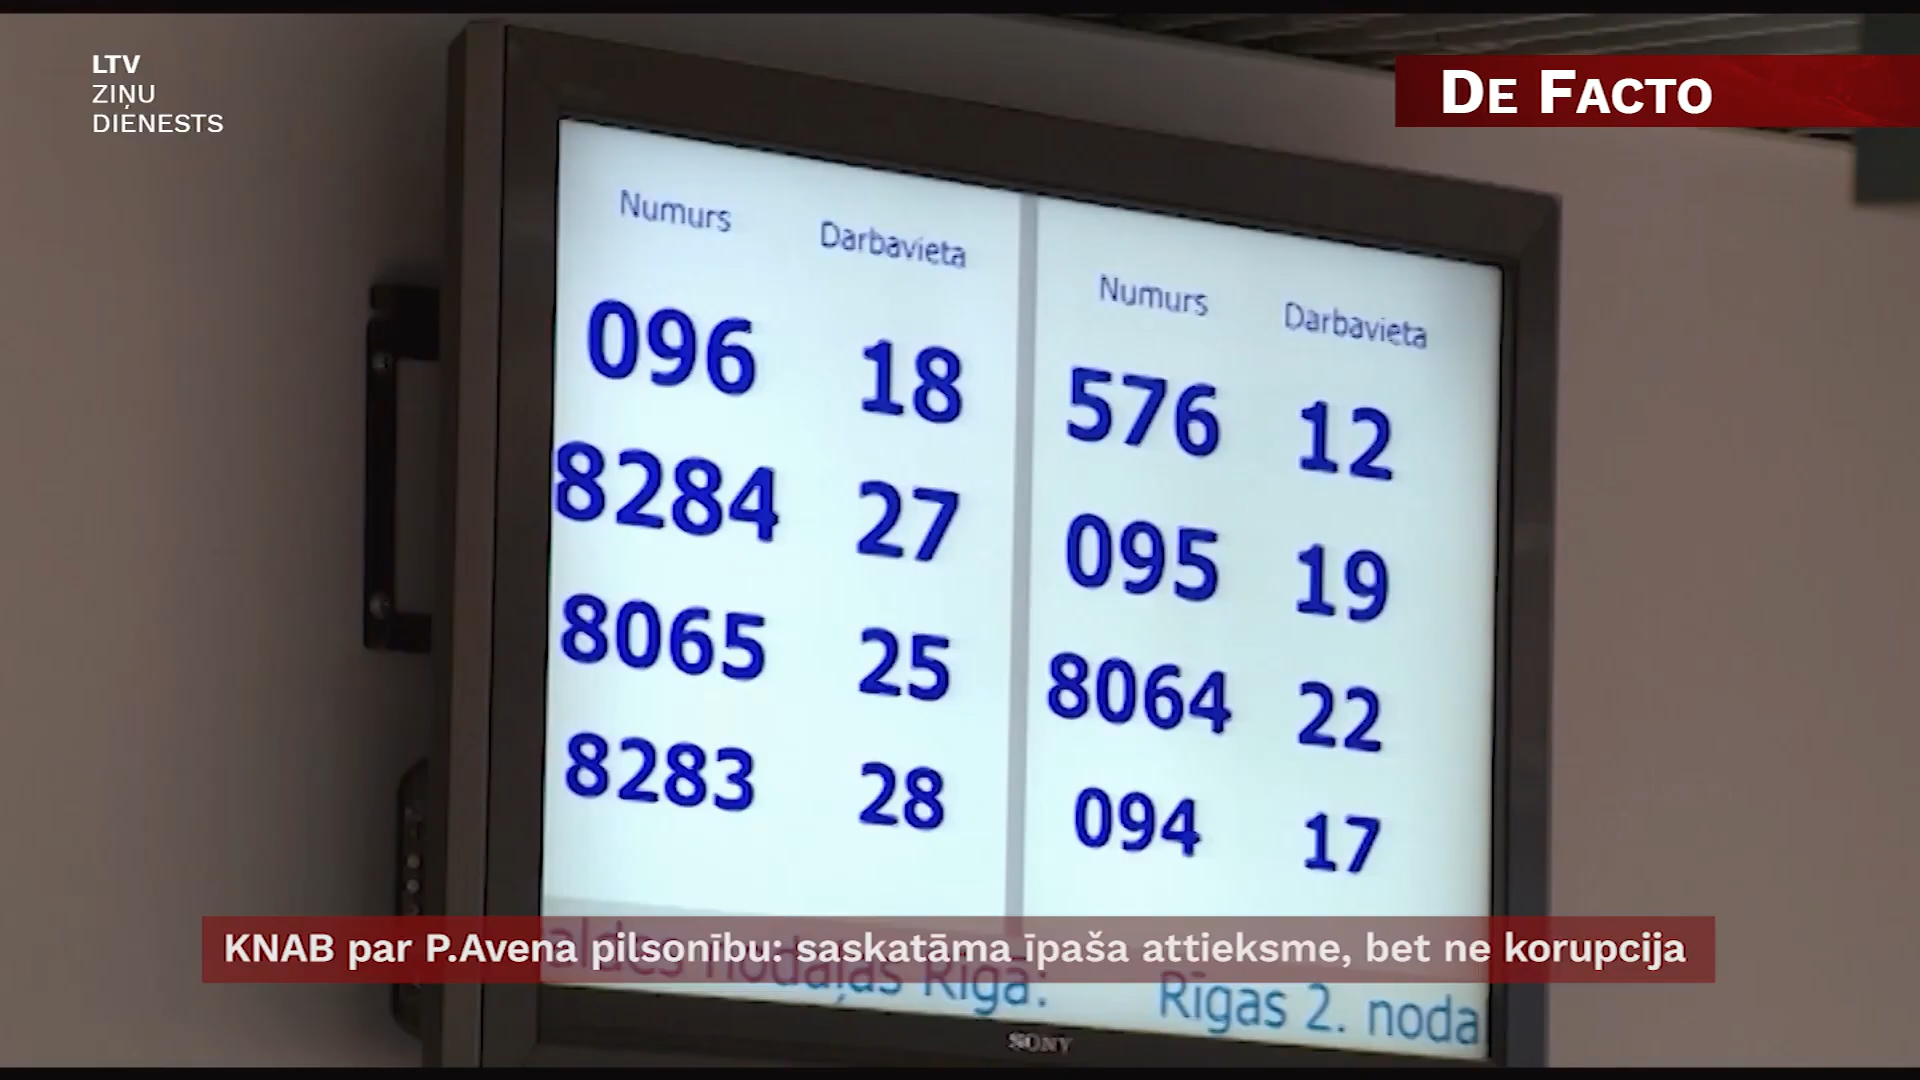 LTV
ZIŅU
DIENESTS
DE FACTO
Numurs Darbavieta
096 18
8284 27
8065 25
8283 28
Numurs Darbavieta
576 12
095 19
8064 22
094 17
KNAB par P.Avena pilsonību: saskatāma īpaša attieksme, bet ne korupcija
nodaļas Rīgā: Rīgas 2. noda
SONY